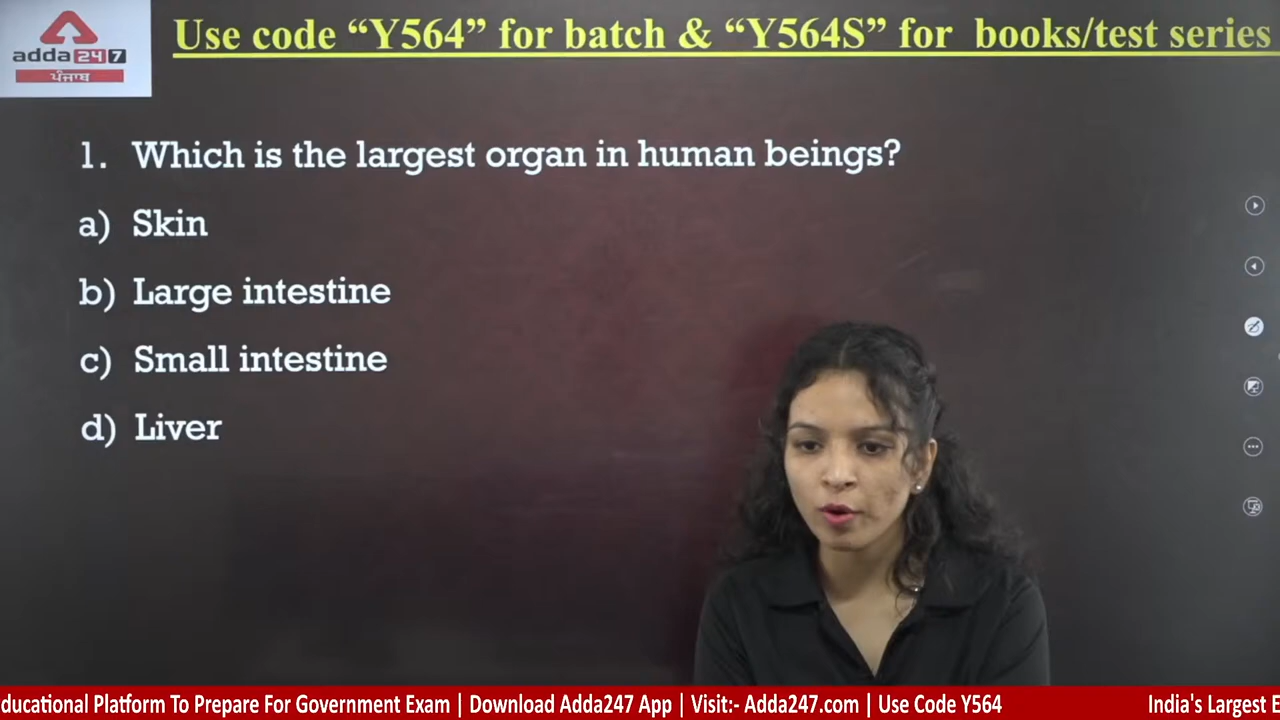 adda247
ਪੰਜਾਬ
Use code “Y564” for batch & “Y564S” for books/test series
1. Which is the largest organ in human beings?
a) Skin
b) Large intestine
c) Small intestine
d) Liver
ducational Platform To Prepare For Government Exam | Download Adda247 App | Visit:- Adda247.com | Use Code Y564
India's Largest E